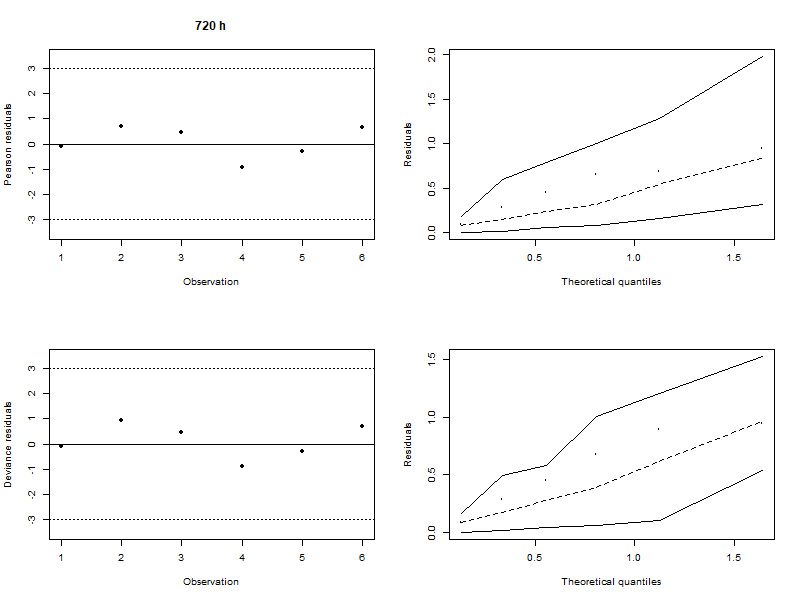 720 h
Pearson residuals
3
2
1
0
-1
-2
-3
1 2 3 4 5 6
Observation
Residuals
2.0
1.5
1.0
0.5
0.0
0.5 1.0 1.5
Theoretical quantiles
Deviance residuals
3
2
1
0
-1
-2
-3
1 2 3 4 5 6
Observation
Residuals
1.5
1.0
0.5
0.0
0.5 1.0 1.5
Theoretical quantiles